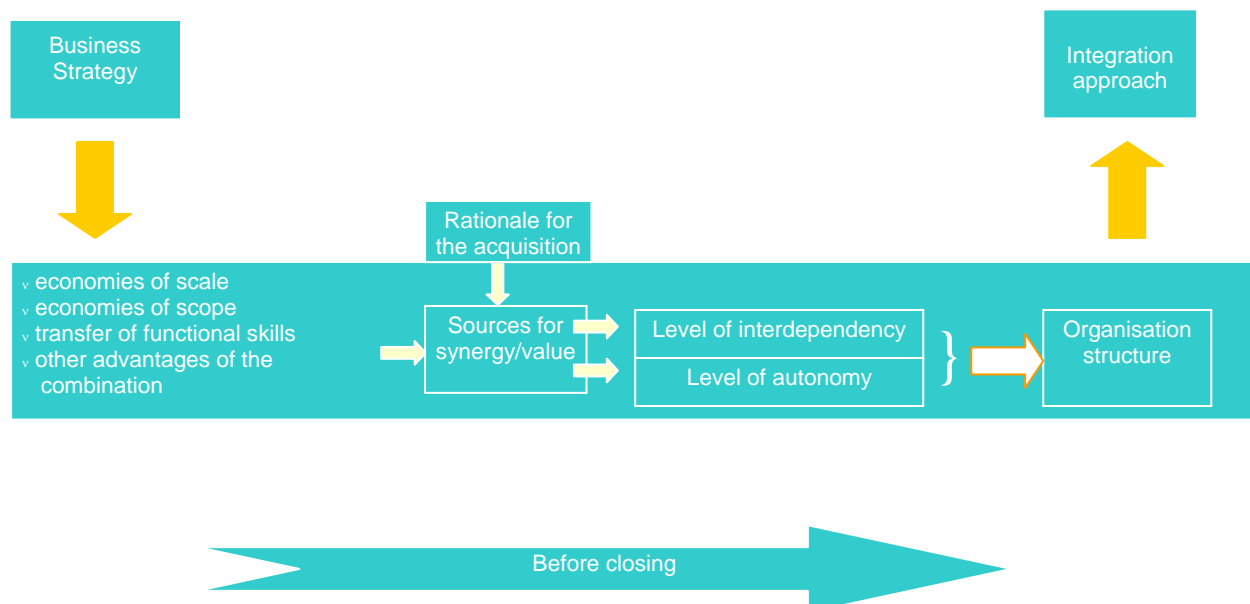 Business
Strategy
Integration
approach
Rationale for
the acquisition
v economies of scale
v economies of scope
v transfer of functional skills
v other advantages of the
combination
Sources for
synergy/value
Level of interdependency
Level of autonomy
}
Organisation
structure
Before closing